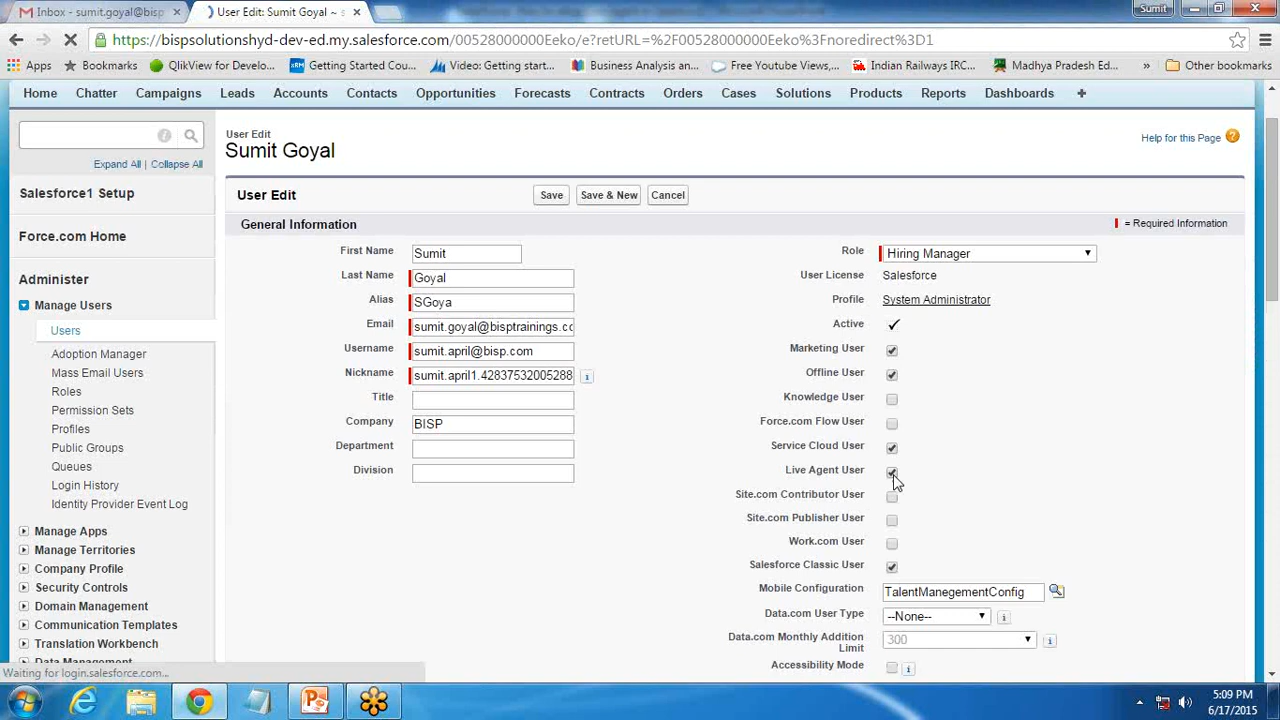 Inbox - sumit.goyal@bisp
User Edit: Sumit Goyal ~ s
Sumit
https://bispsolutionshyd-dev-ed.my.salesforce.com/00528000000Eeko/e?retURL=%2F00528000000Eeko%3Fnoredirect%3D1
Apps Bookmarks QlikView for Develo... Getting Started Cou... Video: Getting start... Business Analysis an... Free Youtube Views,... Indian Railways IRC... Madhya Pradesh Ed... » Other bookmarks
Home Chatter Campaigns Leads Accounts Contacts Opportunities Forecasts Contracts Orders Cases Solutions Products Reports Dashboards +
Expand All | Collapse All
Salesforce1 Setup
Force.com Home
Administer
Manage Users
Users
Adoption Manager
Mass Email Users
Roles
Permission Sets
Profiles
Public Groups
Queues
Login History
Identity Provider Event Log
Manage Apps
Manage Territories
Company Profile
Security Controls
Domain Management
Communication Templates
Translation Workbench
Data Management
User Edit
Sumit Goyal
Help for this Page ?
User Edit Save Save & New Cancel
General Information
= Required Information
First Name Sumit
Last Name Goyal
Alias SGoya
Email sumit.goyal@bisptrainings.co
Username sumit.april@bisp.com
Nickname sumit.april1.42837532005288 i
Title
Company BISP
Department
Division
Role Hiring Manager
User License Salesforce
Profile System Administrator
Active
Marketing User
Offline User
Knowledge User
Force.com Flow User
Service Cloud User
Live Agent User
Site.com Contributor User
Site.com Publisher User
Work.com User
Salesforce Classic User
Mobile Configuration TalentManegementConfig
Data.com User Type --None-- i
Data.com Monthly Addition
Limit 300 i
Accessibility Mode i
Waiting for login.salesforce.com...
5:09 PM
6/17/2015